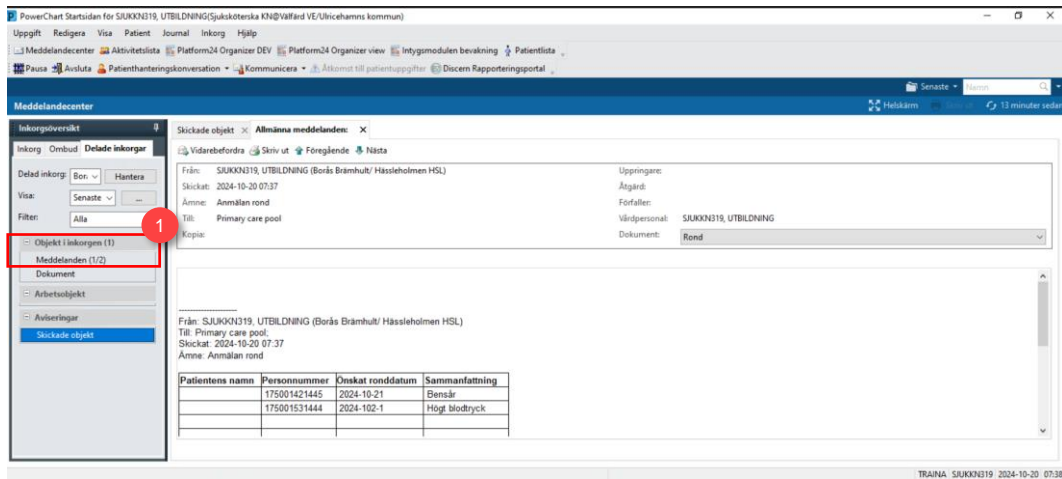 PowerChart Startsidan för SJUKKN319, UTBILDNING(Sjuksköterska KN@Välfärd VE/Ulricehamns kommun)
Uppgift Redigera Visa Patient Journal Inkorg Hjälp
Meddelandecenter Aktivitetslista Platform24 Organizer DEV Platform24 Organizer view Intygsmodulen bevakning Patientlista
Pausa Avsluta Patienthanteringskonversation Kommunicera Åtkomst till patientuppgifter Discern Rapporteringsportal
Senaste Namn
Meddelandecenter Helskärm Skriv ut 13 minuter sedan
Inkorgsöversikt
Inkorg Ombud Delade inkorgar
Delad inkorg: Bor Hantera
Visa: Senaste ...
Filter: Alla
1
Objekt i inkorgen (1)
Meddelanden (1/2)
Dokument
Arbetsobjekt
Aviseringar
Skickade objekt
Skickade objekt Allmänna meddelanden:
Vidarebefordra Skriv ut Föregående Nästa
Från: SJUKKN319, UTBILDNING (Borås Brämhult/ Hässleholmen HSL) Uppringare:
Skickat: 2024-10-20 07:37 Åtgärd:
Ämne: Anmälan rond Förfaller:
Till: Primary care pool Vårdpersonal: SJUKKN319, UTBILDNING
Kopia: Dokument: Rond
--------------------
Från: SJUKKN319, UTBILDNING (Borås Brämhult/ Hässleholmen HSL)
Till: Primary care pool;
Skickat: 2024-10-20 07:37
Ämne: Anmälan rond
Patientens namn Personnummer Önskat ronddatum Sammanfattning
175001421445 2024-10-21 Bensår
175001531444 2024-102-1 Högt blodtryck
TRAINA SJUKKN319 2024-10-20 07:38